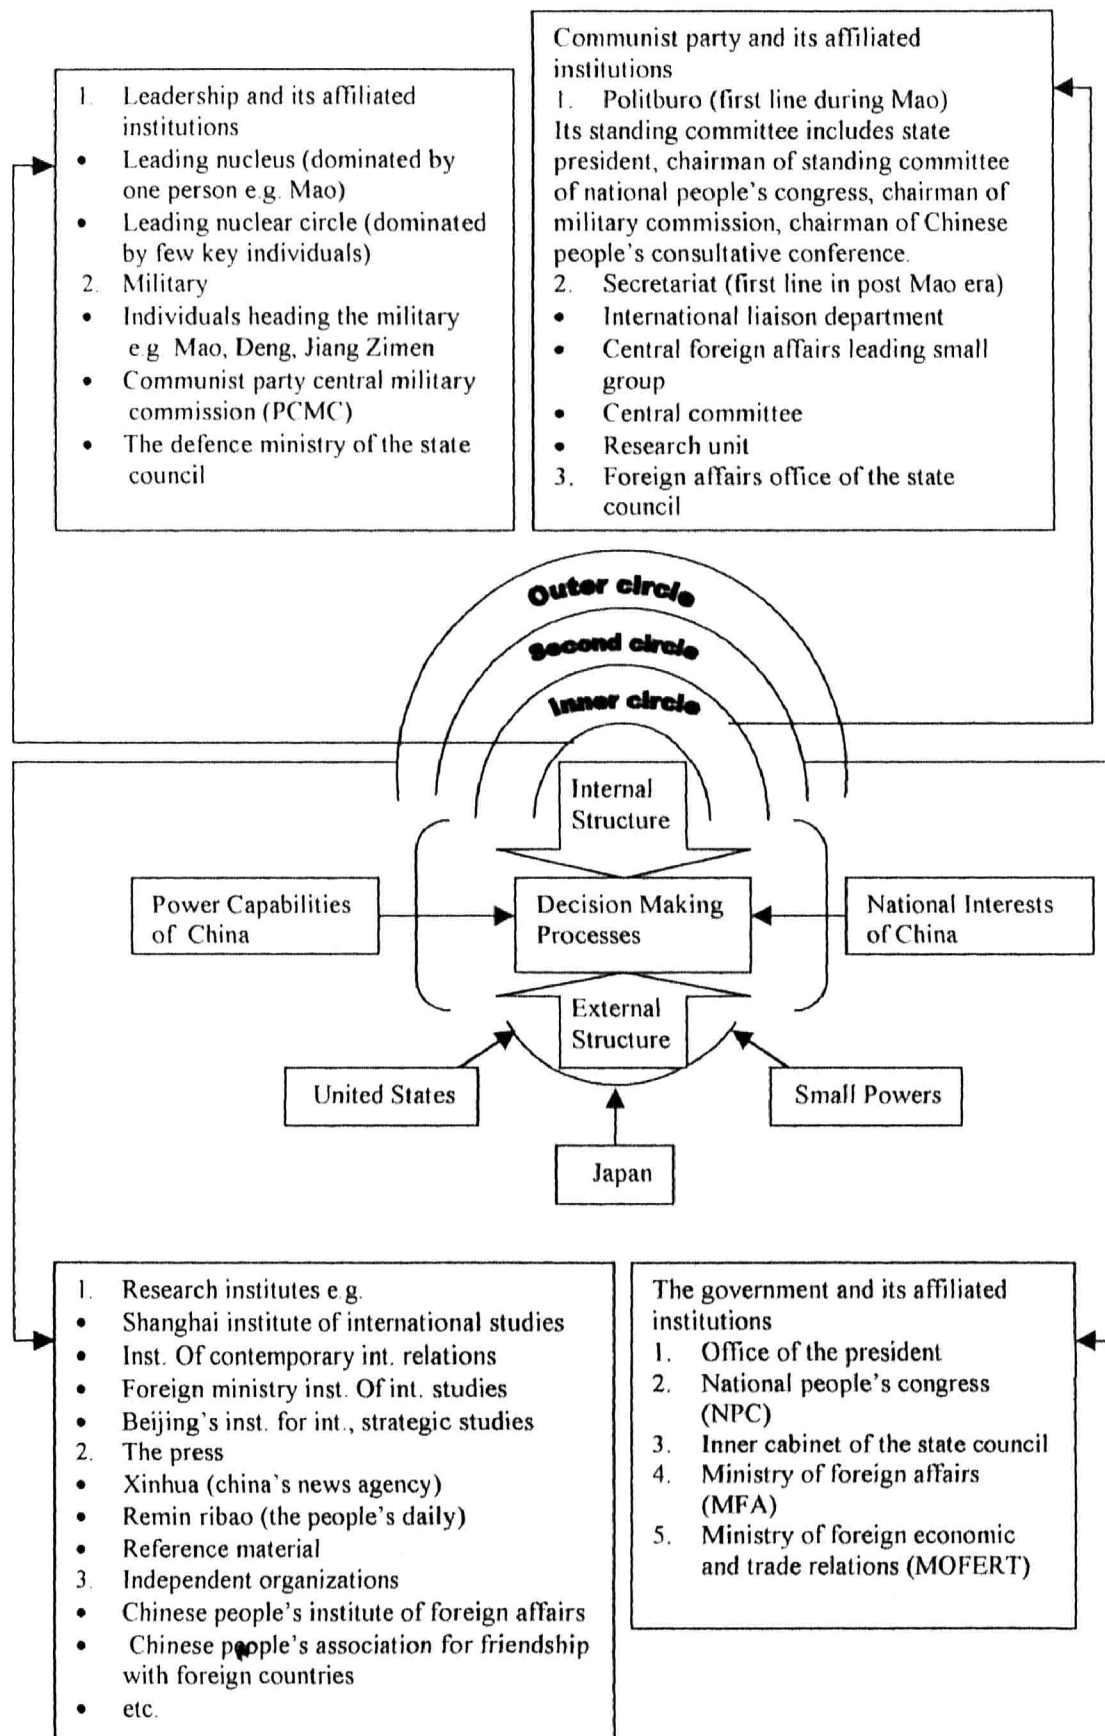 1. Leadership and its affiliated
institutions
• Leading nucleus (dominated by
one person e.g. Mao)
• Leading nuclear circle (dominated
by few key individuals)
2. Military
• Individuals heading the military
e.g Mao, Deng, Jiang Zimen
• Communist party central military
commission (PCMC)
• The defence ministry of the state
council
Communist party and its affiliated
institutions
1. Politburo (first line during Mao)
Its standing committee includes state
president, chairman of standing committee
of national people's congress, chairman of
military commission, chairman of Chinese
people's consultative conference.
2. Secretariat (first line in post Mao era)
• International liaison department
• Central foreign affairs leading small
group
• Central committee
• Research unit
3. Foreign affairs office of the state
council
Outer circle
Second circle
Inner circle
Internal
Structure
Power Capabilities
of China
Decision Making
Processes
National Interests
of China
External
Structure
United States
Small Powers
Japan
1. Research institutes e.g.
• Shanghai institute of international studies
• Inst. Of contemporary int. relations
• Foreign ministry inst. Of int. studies
• Beijing's inst. for int., strategic studies
2. The press
• Xinhua (china's news agency)
• Remin ribao (the people's daily)
• Reference material
3. Independent organizations
• Chinese people's institute of foreign affairs
• Chinese people's association for friendship
with foreign countries
• etc.
The government and its affiliated
institutions
1. Office of the president
2. National people's congress
(NPC)
3. Inner cabinet of the state council
4. Ministry of foreign affairs
(MFA)
5. Ministry of foreign economic
and trade relations (MOFERT)